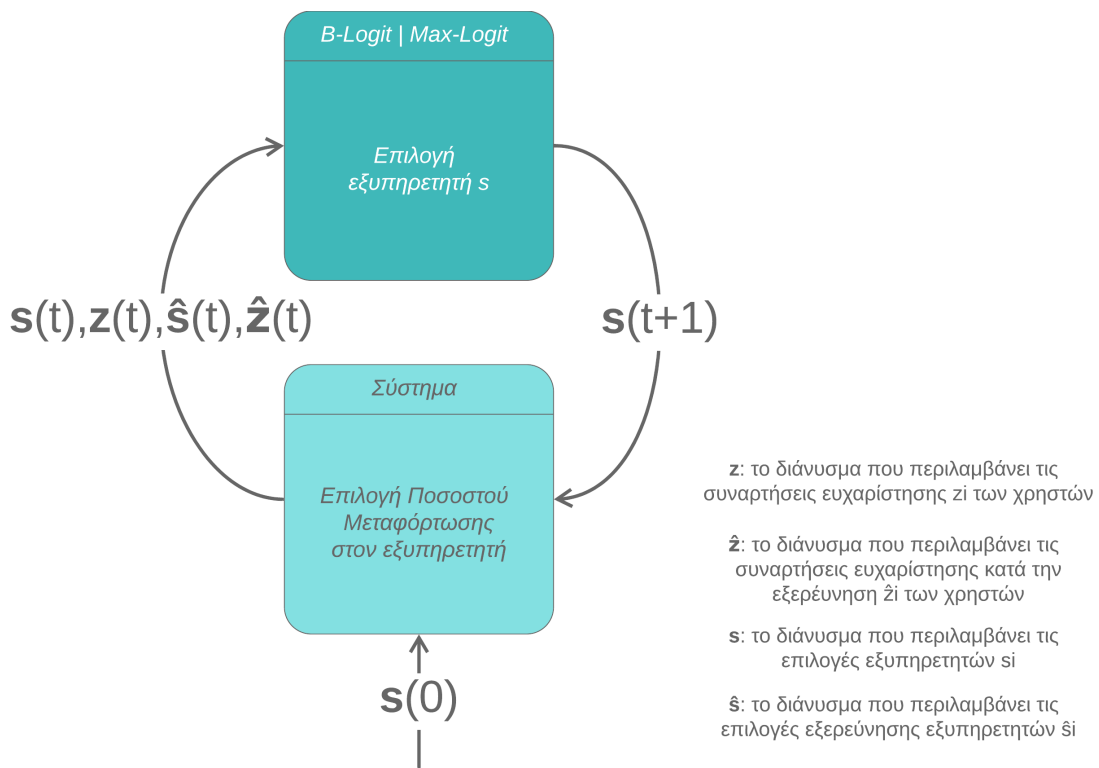 B-Logit | Max-Logit
Επιλογή
εξυπηρετητή s
s(t),z(t),ŝ(t),ẑ(t)
s(t+1)
Σύστημα
Επιλογή Ποσοστού
Μεταφόρτωσης
στον εξυπηρετητή
s(0)
z: το διάνυσμα που περιλαμβάνει τις
συναρτήσεις ευχαρίστησης zi των χρηστών
ẑ: το διάνυσμα που περιλαμβάνει τις
συναρτήσεις ευχαρίστησης κατά την
εξερέυνηση ẑi των χρηστών
s: το διάνυσμα που περιλαμβάνει τις
επιλογές εξυπηρετητών si
ŝ: το διάνυσμα που περιλαμβάνει τις
επιλογές εξερεύνησης εξυπηρετητών ŝi